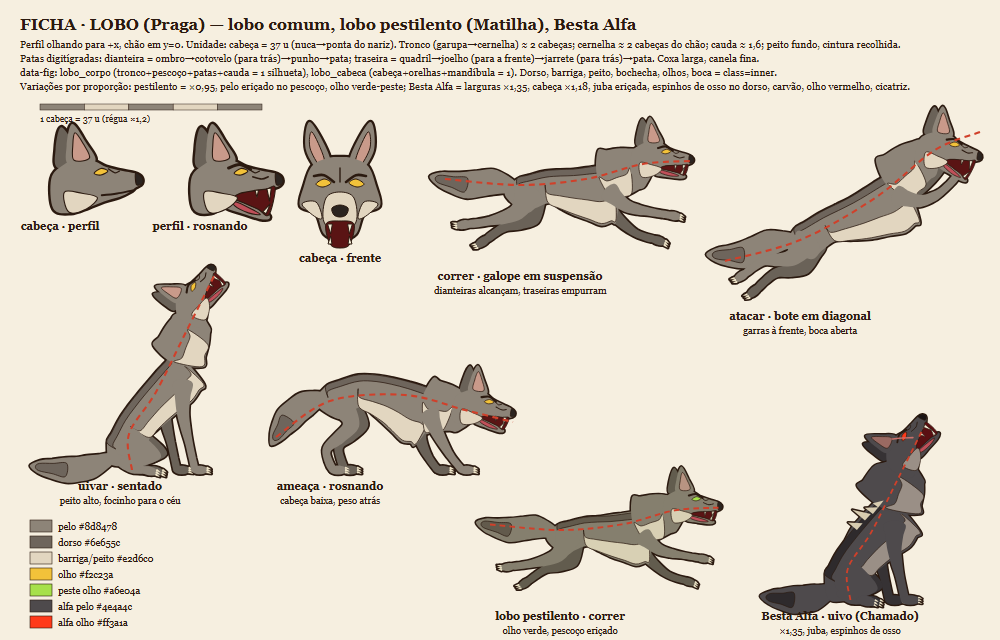 FICHA · LOBO (Praga) — lobo comum, lobo pestilento (Matilha), Besta Alfa
Perfil olhando para +x, chão em y=0. Unidade: cabeça = 37 u (nuca→ponta do nariz). Tronco (garupa→cernelha) ≈ 2 cabeças; cernelha ≈ 2 cabeças do chão; cauda ≈ 1,6; peito fundo, cintura recolhida.
Patas digitígradas: dianteira = ombro→cotovelo (para trás)→punho→pata; traseira = quadril→joelho (para a frente)→jarrete (para trás)→pata. Coxa larga, canela fina.
data-fig: lobo_corpo (tronco+pescoço+patas+cauda = 1 silhueta), lobo_cabeca (cabeça+orelhas+mandíbula = 1). Dorso, barriga, peito, bochecha, olhos, boca = class=inner.
Variações por proporção: pestilento = ×0,95, pelo eriçado no pescoço, olho verde-peste; Besta Alfa = larguras ×1,35, cabeça ×1,18, juba eriçada, espinhos de osso no dorso, carvão, olho vermelho, cicatriz.
1 cabeça = 37 u (régua ×1,2)
cabeça · perfil
perfil · rosnando
cabeça · frente
correr · galope em suspensão
dianteiras alcançam, traseiras empurram
atacar · bote em diagonal
garras à frente, boca aberta
uivar · sentado
peito alto, focinho para o céu
ameaça · rosnando
cabeça baixa, peso atrás
pelo #8d8478
dorso #6e655c
barriga/peito #e2d6c0
olho #f2c23a
peste olho #a6e04a
alfa pelo #4e4a4c
alfa olho #ff3a1a
lobo pestilento · correr
olho verde, pescoço eriçado
Besta Alfa · uivo (Chamado)
×1,35, juba, espinhos de osso